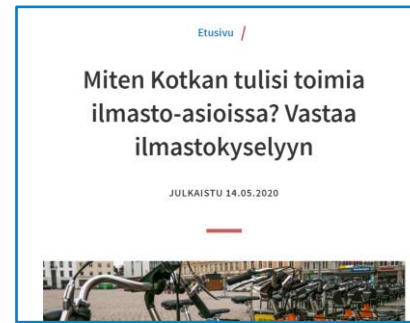 Etusivu /
Miten Kotkan tulisi toimia
ilmasto-asioissa? Vastaa
ilmastokyselyyn
JULKAISTU 14.05.2020